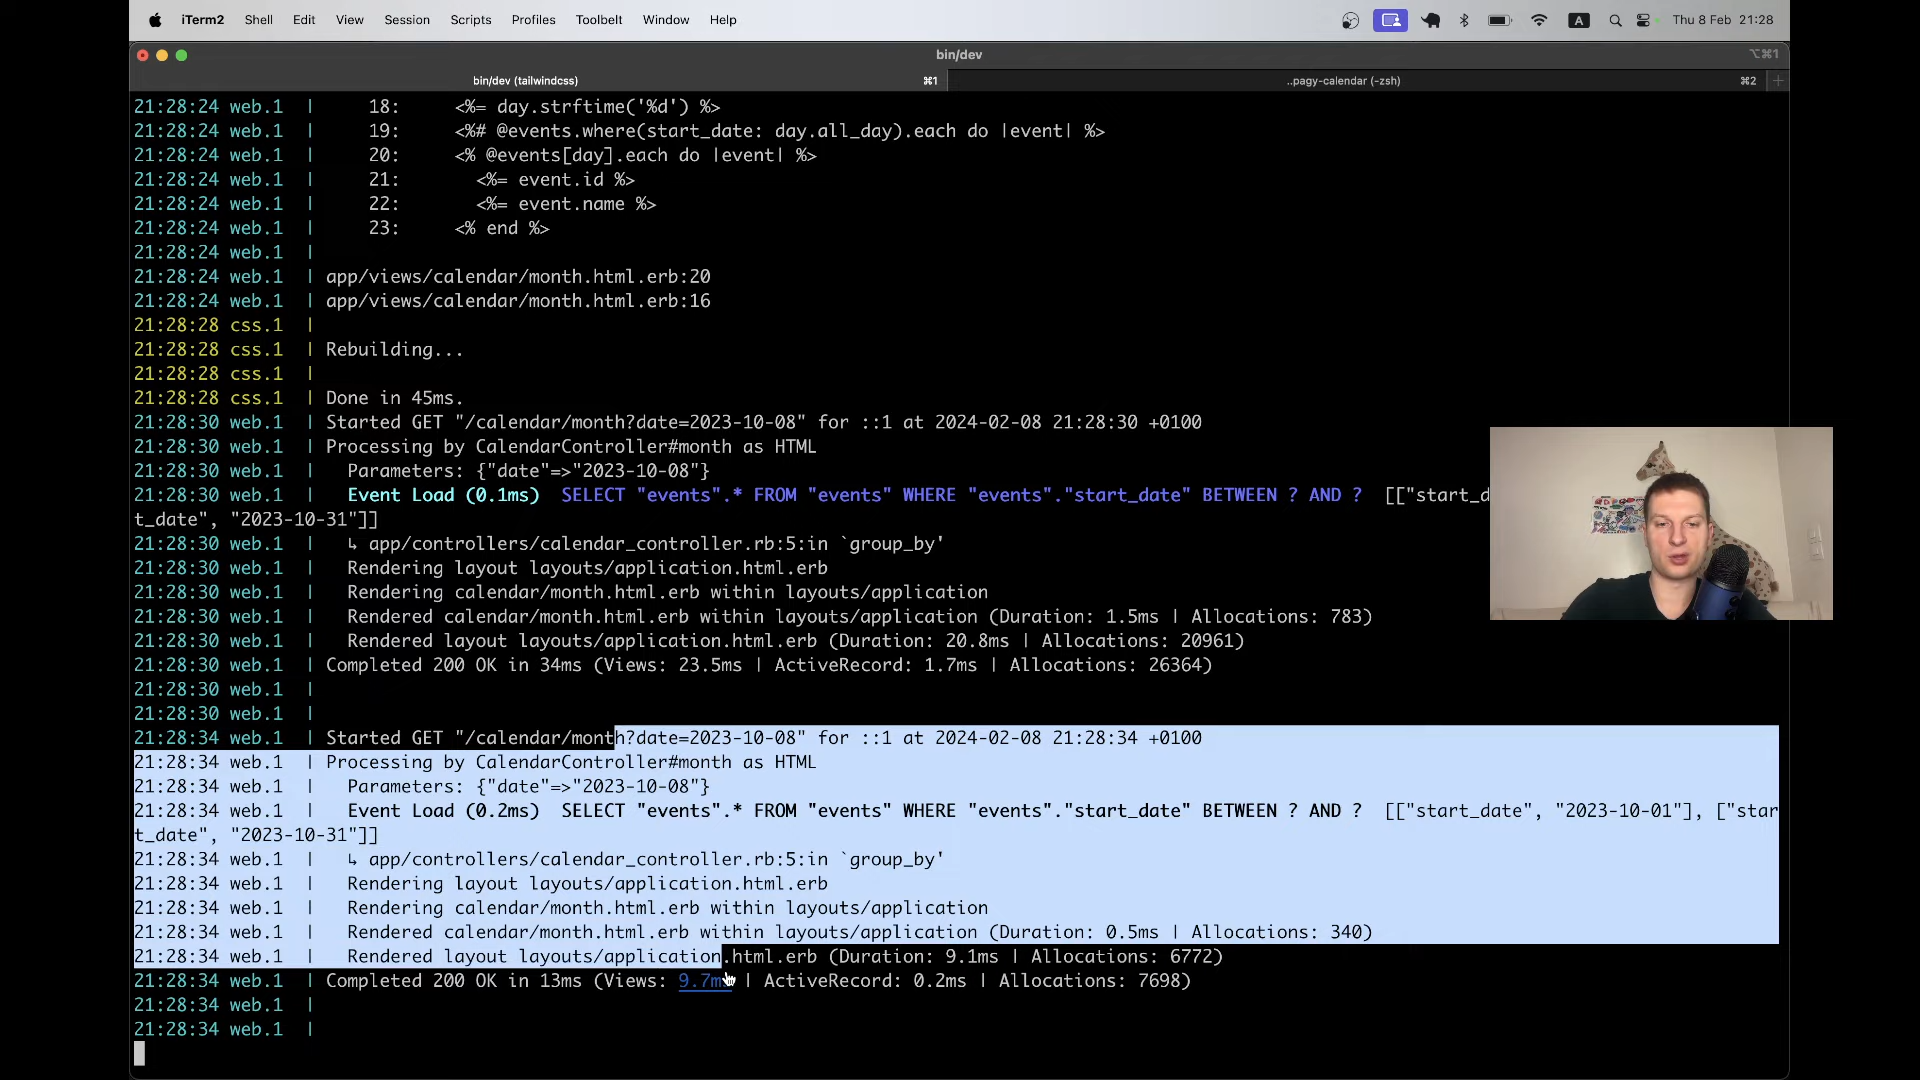 iTerm2 Shell Edit View Session Scripts Profiles Toolbelt Window Help A Thu 8 Feb 21:28
bin/dev ⌥⌘1
bin/dev (tailwindcss) ⌘1 ..pagy-calendar (-zsh) ⌘2 +
21:28:24 web.1 | 18: <%= day.strftime('%d') %>
21:28:24 web.1 | 19: <%# @events.where(start_date: day.all_day).each do |event| %>
21:28:24 web.1 | 20: <% @events[day].each do |event| %>
21:28:24 web.1 | 21: <%= event.id %>
21:28:24 web.1 | 22: <%= event.name %>
21:28:24 web.1 | 23: <% end %>
21:28:24 web.1 |
21:28:24 web.1 | app/views/calendar/month.html.erb:20
21:28:24 web.1 | app/views/calendar/month.html.erb:16
21:28:28 css.1 |
21:28:28 css.1 | Rebuilding...
21:28:28 css.1 |
21:28:28 css.1 | Done in 45ms.
21:28:30 web.1 | Started GET "/calendar/month?date=2023-10-08" for ::1 at 2024-02-08 21:28:30 +0100
21:28:30 web.1 | Processing by CalendarController#month as HTML
21:28:30 web.1 | Parameters: {"date"=>"2023-10-08"}
21:28:30 web.1 | Event Load (0.1ms) SELECT "events".* FROM "events" WHERE "events"."start_date" BETWEEN ? AND ? [["start_d
t_date", "2023-10-31"]]
21:28:30 web.1 | ↳ app/controllers/calendar_controller.rb:5:in `group_by'
21:28:30 web.1 | Rendering layout layouts/application.html.erb
21:28:30 web.1 | Rendering calendar/month.html.erb within layouts/application
21:28:30 web.1 | Rendered calendar/month.html.erb within layouts/application (Duration: 1.5ms | Allocations: 783)
21:28:30 web.1 | Rendered layout layouts/application.html.erb (Duration: 20.8ms | Allocations: 20961)
21:28:30 web.1 | Completed 200 OK in 34ms (Views: 23.5ms | ActiveRecord: 1.7ms | Allocations: 26364)
21:28:30 web.1 |
21:28:30 web.1 |
21:28:34 web.1 | Started GET "/calendar/month?date=2023-10-08" for ::1 at 2024-02-08 21:28:34 +0100
21:28:34 web.1 | Processing by CalendarController#month as HTML
21:28:34 web.1 | Parameters: {"date"=>"2023-10-08"}
21:28:34 web.1 | Event Load (0.2ms) SELECT "events".* FROM "events" WHERE "events"."start_date" BETWEEN ? AND ? [["start_date", "2023-10-01"], ["star
t_date", "2023-10-31"]]
21:28:34 web.1 | ↳ app/controllers/calendar_controller.rb:5:in `group_by'
21:28:34 web.1 | Rendering layout layouts/application.html.erb
21:28:34 web.1 | Rendering calendar/month.html.erb within layouts/application
21:28:34 web.1 | Rendered calendar/month.html.erb within layouts/application (Duration: 0.5ms | Allocations: 340)
21:28:34 web.1 | Rendered layout layouts/application.html.erb (Duration: 9.1ms | Allocations: 6772)
21:28:34 web.1 | Completed 200 OK in 13ms (Views: 9.7ms | ActiveRecord: 0.2ms | Allocations: 7698)
21:28:34 web.1 |
21:28:34 web.1 |